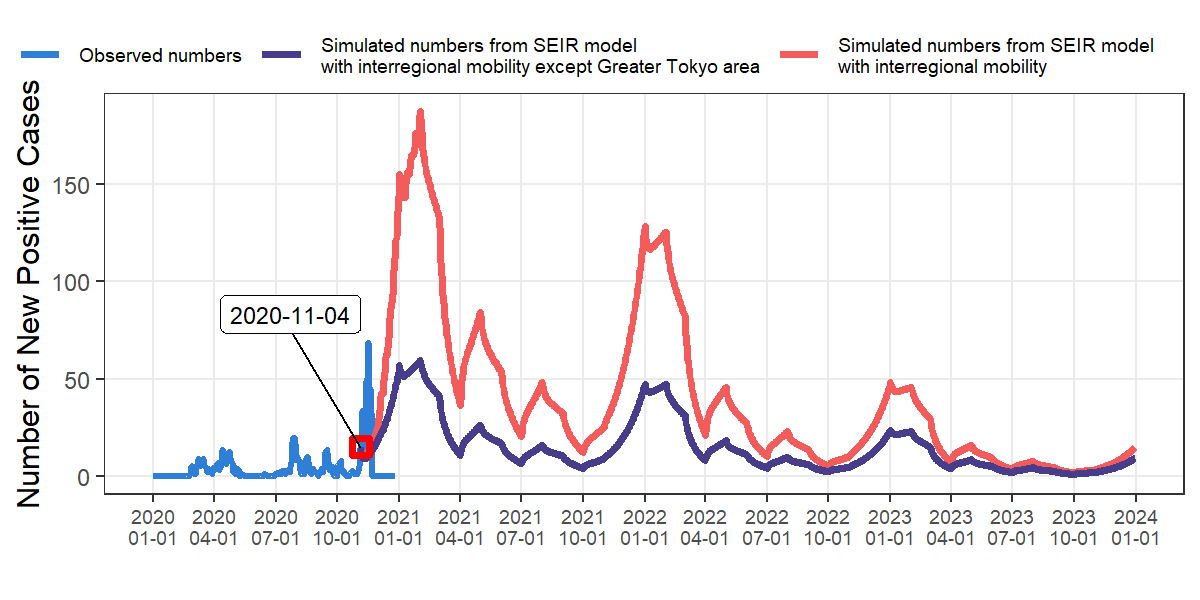 Observed numbers
Simulated numbers from SEIR model
with interregional mobility except Greater Tokyo area
Simulated numbers from SEIR model
with interregional mobility
Number of New Positive Cases
150
100
50
0
2020-11-04
2020 2020 2020 2020 2021 2021 2021 2021 2022 2022 2022 2022 2023 2023 2023 2023 2024
01-01 04-01 07-01 10-01 01-01 04-01 07-01 10-01 01-01 04-01 07-01 10-01 01-01 04-01 07-01 10-01 01-01